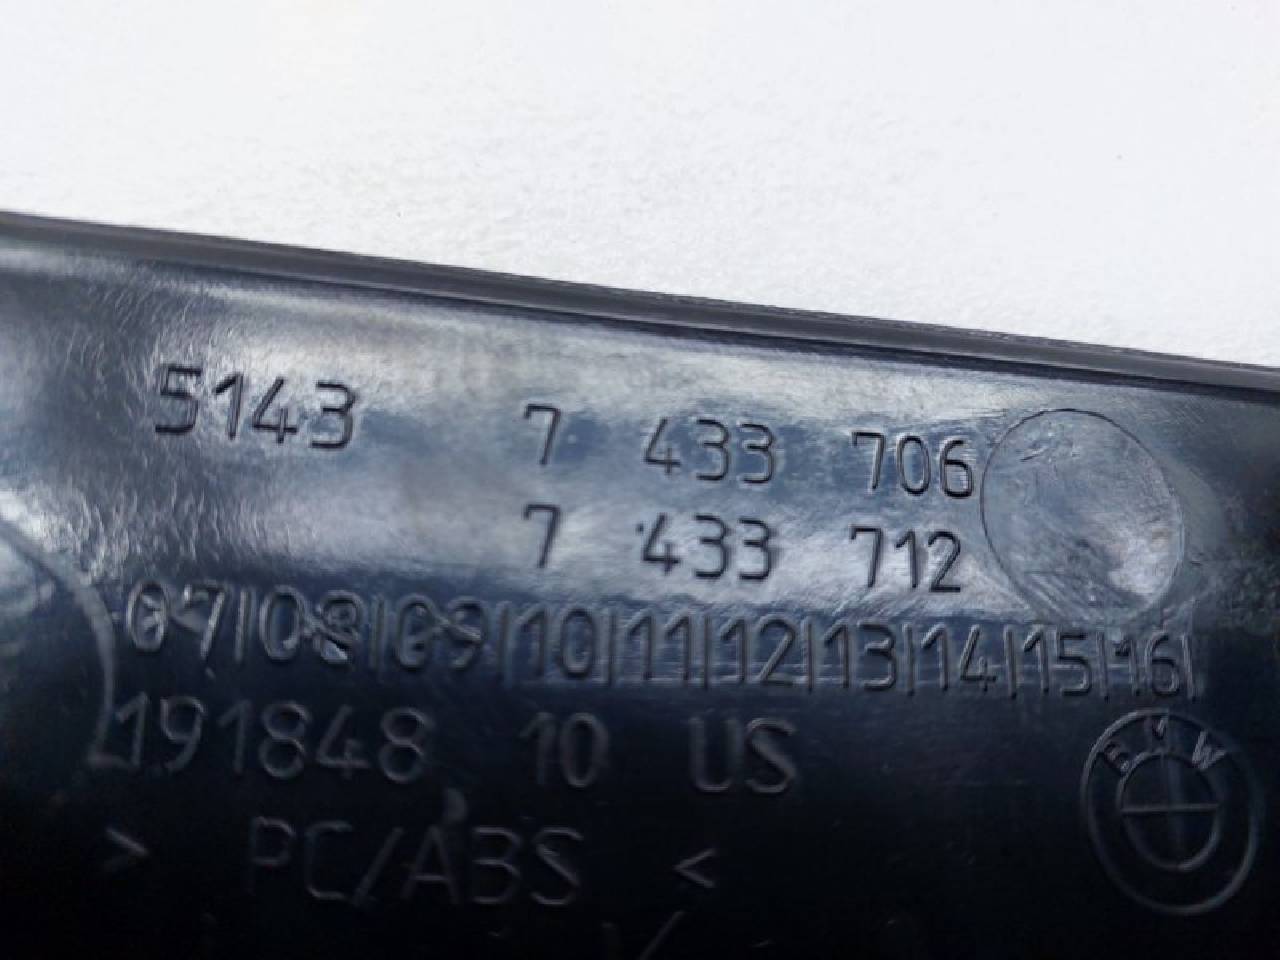 5143 7 433 706
7 433 712
07|08|09|10|11|12|13|14|15|16|
191848 10 US
> PC/ABS <
BMW